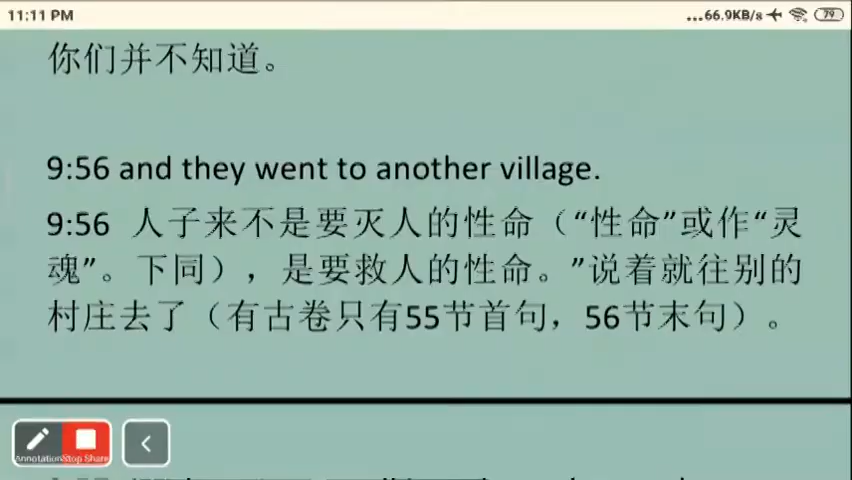 11:11 PM
...66.9KB/s
79
你们并不知道。
9:56 and they went to another village.
9:56 人子来不是要灭人的性命（“性命”或作“灵
魂”。下同），是要救人的性命。”说着就往别的
村庄去了（有古卷只有55节首句，56节末句）。
Annotation Stop Share